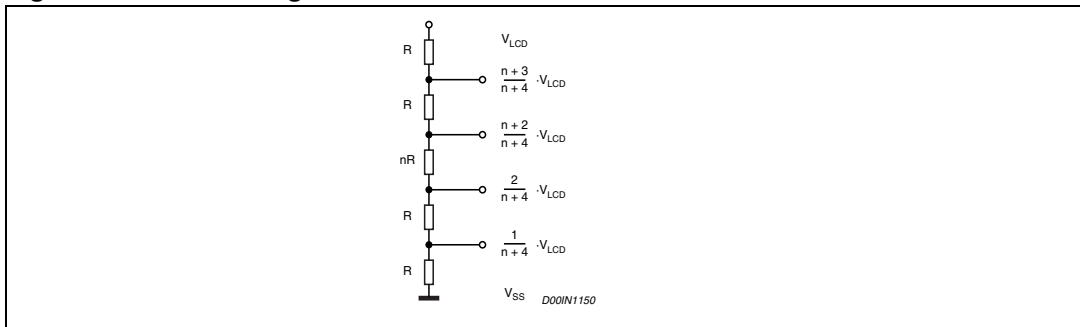 R
V_LCD
n + 3
n + 4
·V_LCD
R
n + 2
n + 4
·V_LCD
nR
2
n + 4
·V_LCD
R
1
n + 4
·V_LCD
R
V_SS
D00IN1150